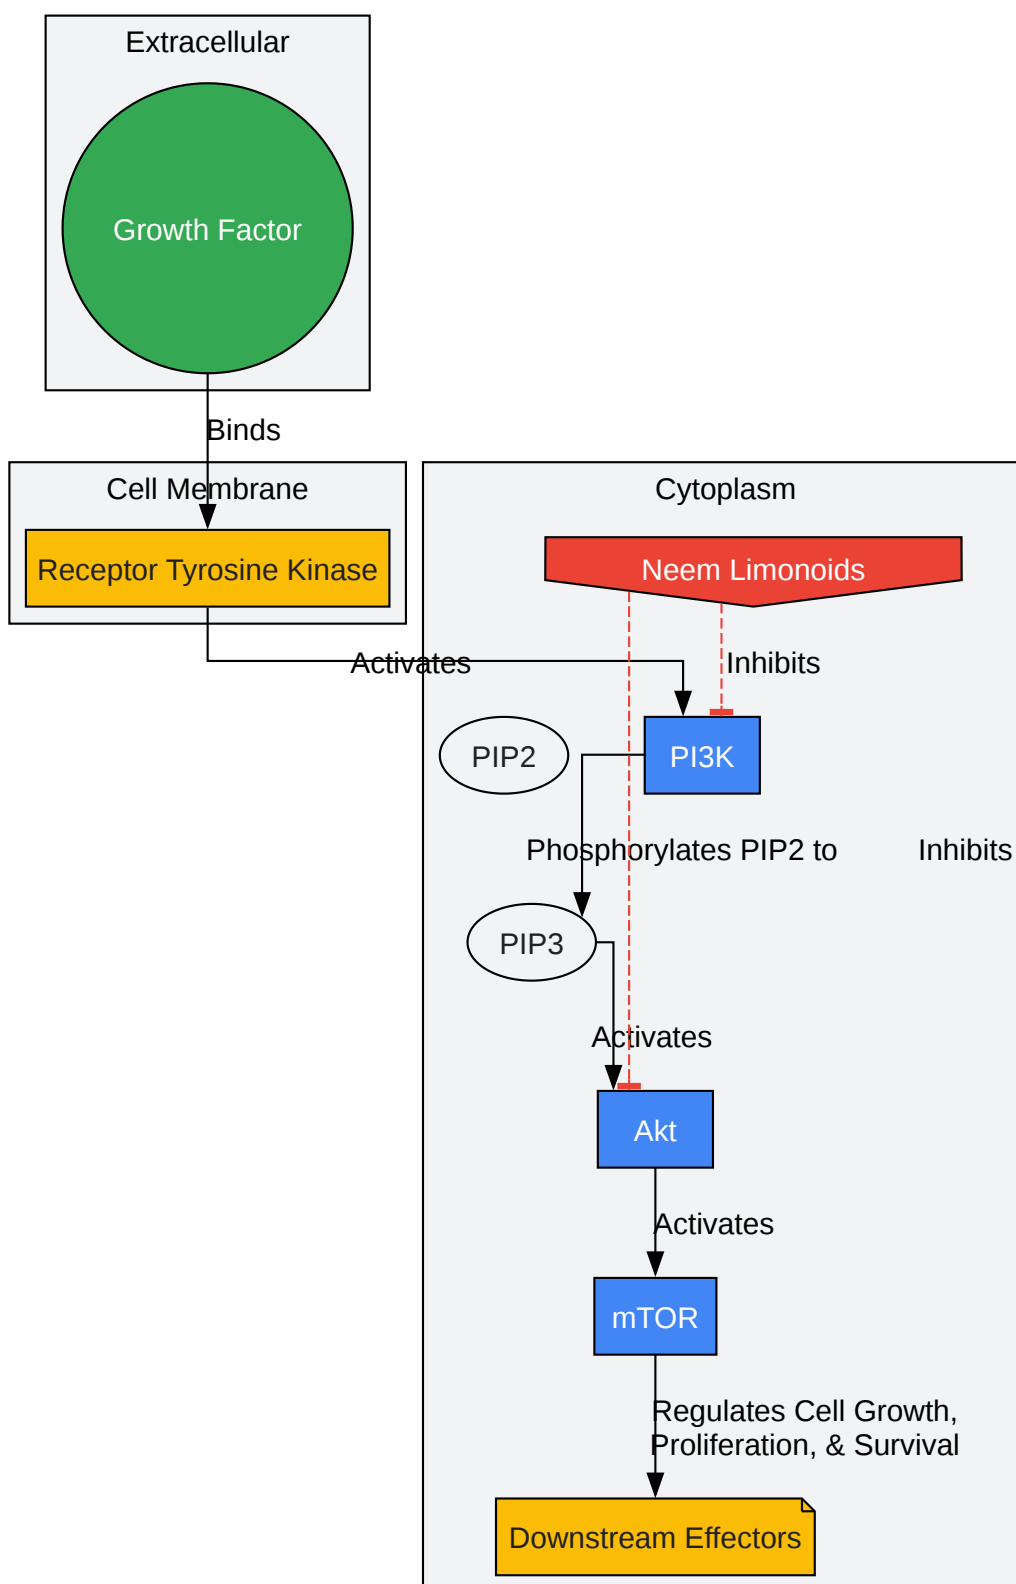 Extracellular
Growth Factor
Binds
Cell Membrane
Receptor Tyrosine Kinase
Cytoplasm
Neem Limonoids
Activates
Inhibits
PIP2
PI3K
Phosphorylates PIP2 to
Inhibits
PIP3
Activates
Akt
Activates
mTOR
Regulates Cell Growth,
Proliferation, & Survival
Downstream Effectors